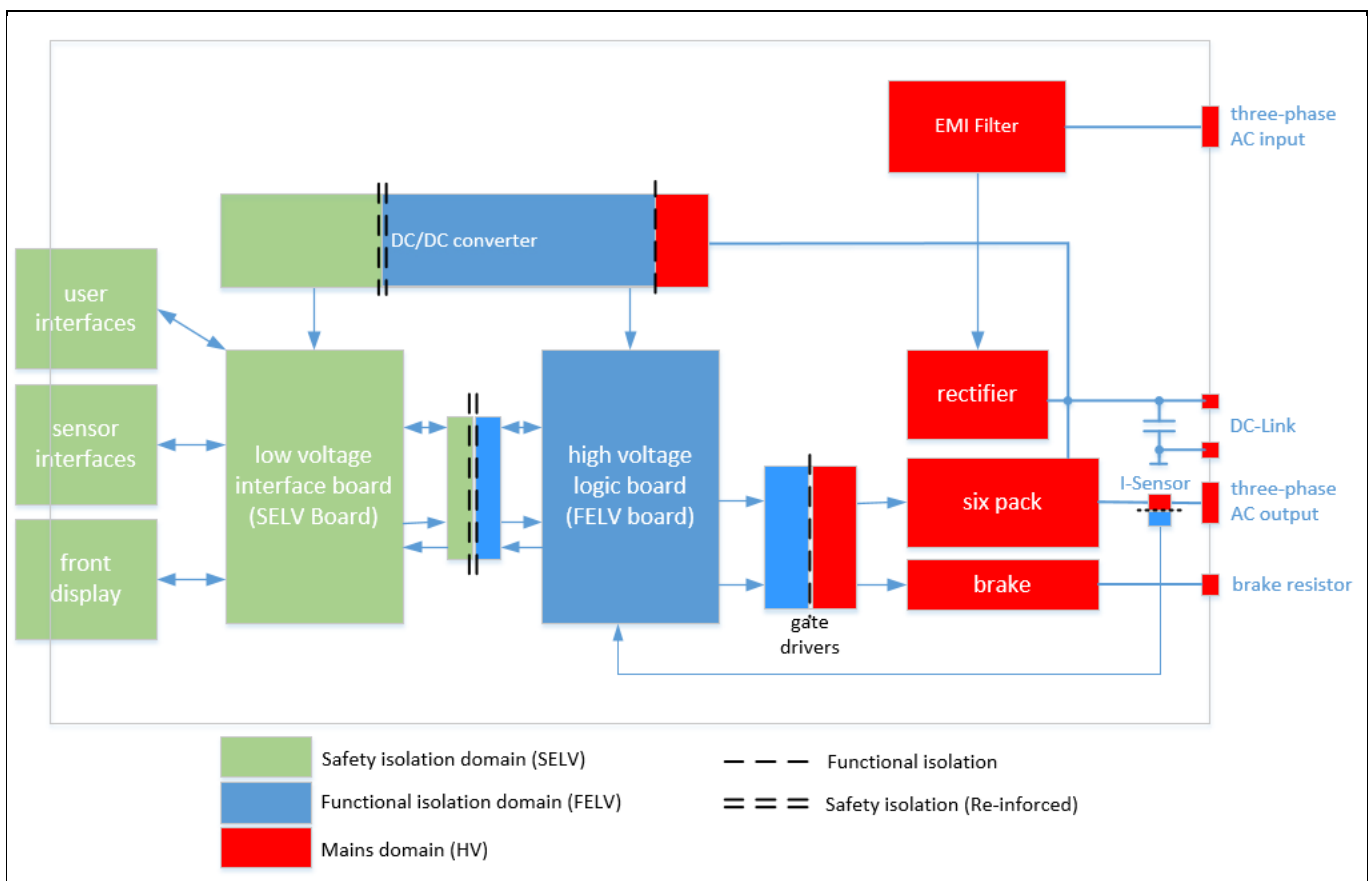 EMI Filter
three-phase
AC input
DC/DC converter
user
interfaces
sensor
interfaces
front
display
low voltage
interface board
(SELV Board)
high voltage
logic board
(FELV board)
gate
drivers
rectifier
six pack
brake
DC-Link
I-Sensor
three-phase
AC output
brake resistor
Safety isolation domain (SELV)
Functional isolation domain (FELV)
Mains domain (HV)
Functional isolation
Safety isolation (Re-inforced)